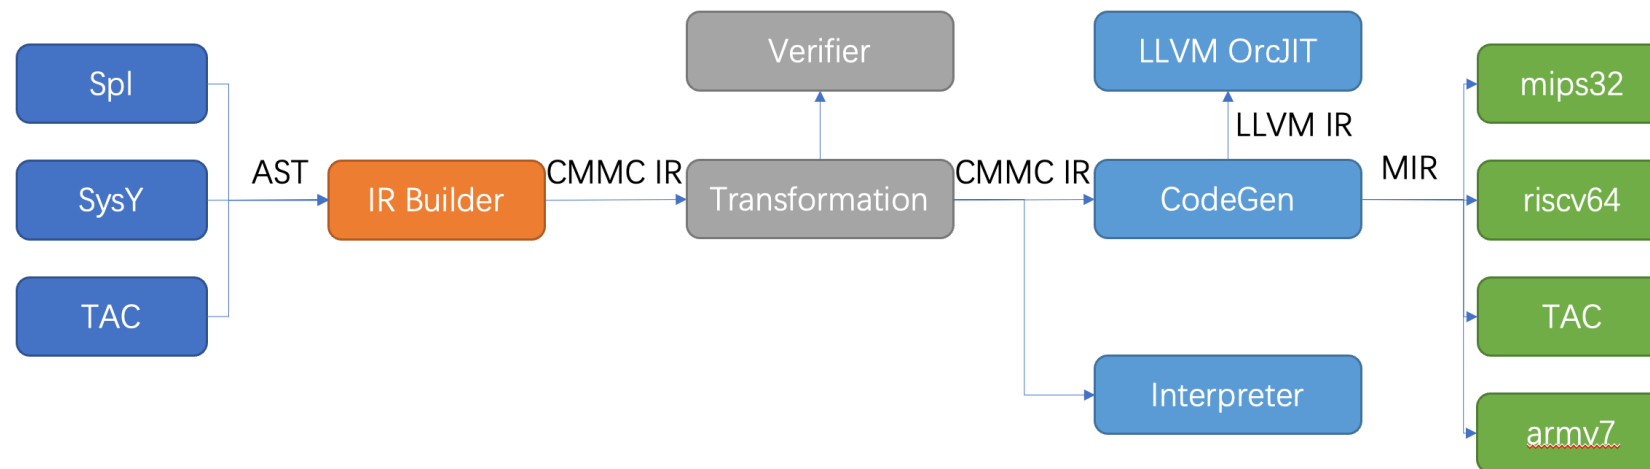 Spl
SysY
TAC
AST
IR Builder
CMMC IR
Verifier
Transformation
CMMC IR
LLVM OrcJIT
LLVM IR
CodeGen
Interpreter
MIR
mips32
riscv64
TAC
armv7